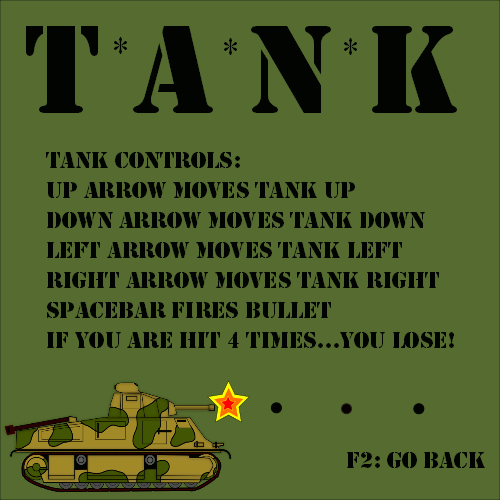 T*A*N*K
TANK CONTROLS:
UP ARROW MOVES TANK UP
DOWN ARROW MOVES TANK DOWN
LEFT ARROW MOVES TANK LEFT
RIGHT ARROW MOVES TANK RIGHT
SPACEBAR FIRES BULLET
IF YOU ARE HIT 4 TIMES...YOU LOSE!
F2: GO BACK